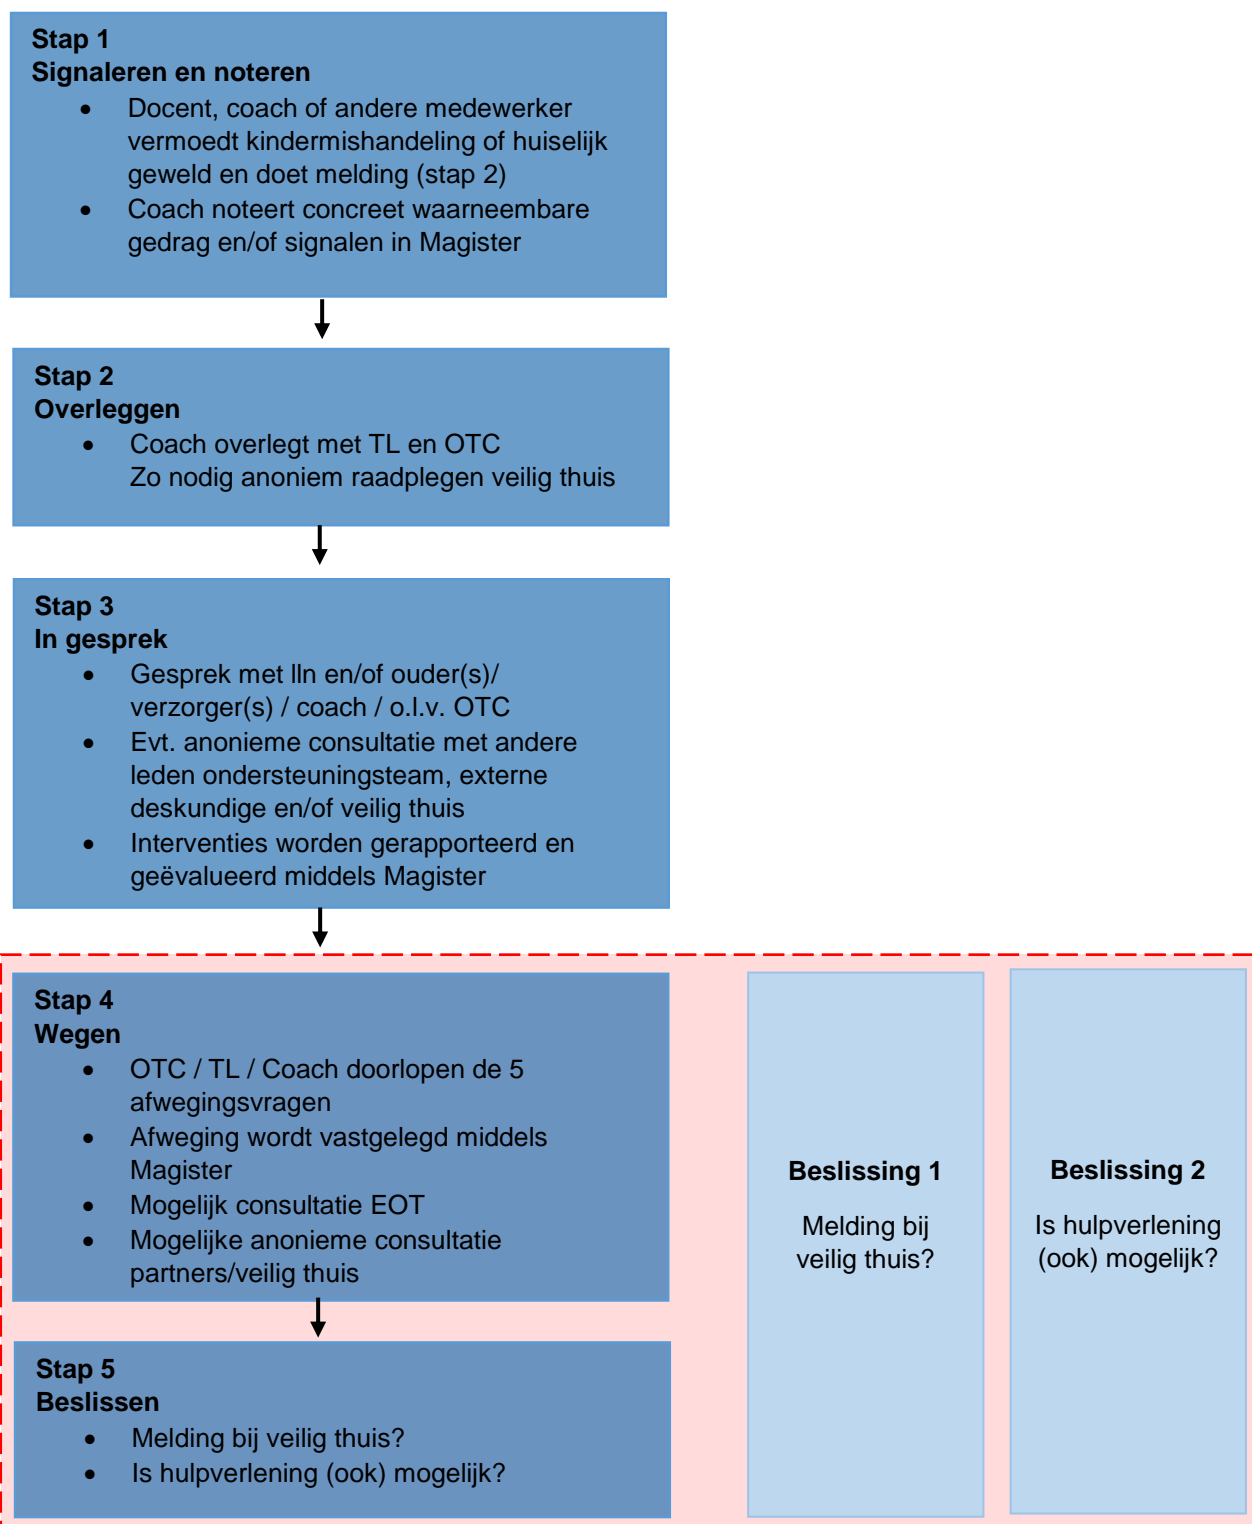 Stap 1
Signaleren en noteren
• Docent, coach of andere medewerker
vermoedt kindermishandeling of huiselijk
geweld en doet melding (stap 2)
• Coach noteert concreet waarneembare
gedrag en/of signalen in Magister
Stap 2
Overleggen
• Coach overlegt met TL en OTC
Zo nodig anoniem raadplegen veilig thuis
Stap 3
In gesprek
• Gesprek met lln en/of ouder(s)/
verzorger(s) / coach / o.l.v. OTC
• Evt. anonieme consultatie met andere
leden ondersteuningsteam, externe
deskundige en/of veilig thuis
• Interventies worden gerapporteerd en
geëvalueerd middels Magister
Stap 4
Wegen
• OTC / TL / Coach doorlopen de 5
afwegingsvragen
• Afweging wordt vastgelegd middels
Magister
• Mogelijk consultatie EOT
• Mogelijke anonieme consultatie
partners/veilig thuis
Stap 5
Beslissen
• Melding bij veilig thuis?
• Is hulpverlening (ook) mogelijk?
Beslissing 1
Melding bij
veilig thuis?
Beslissing 2
Is hulpverlening
(ook) mogelijk?